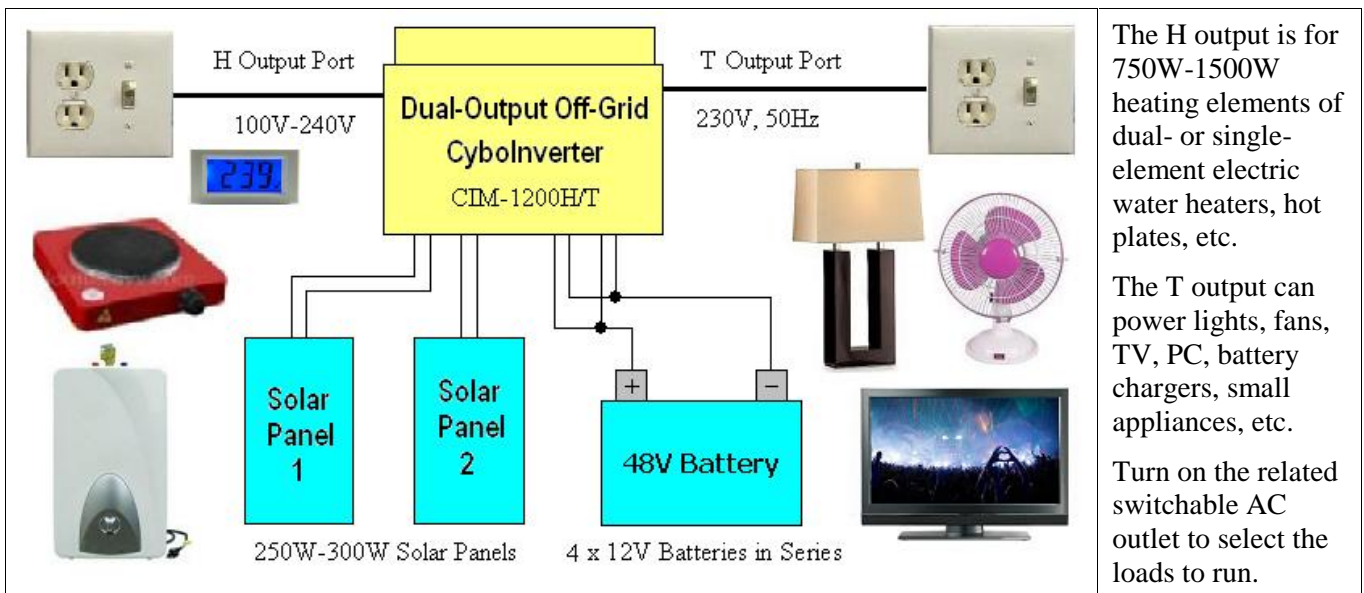 H Output Port
100V-240V
239.
Dual-Output Off-Grid
CyboInverter
CIM-1200H/T
T Output Port
230V, 50Hz
Solar
Panel
1
Solar
Panel
2
+
−
48V Battery
250W-300W Solar Panels
4 x 12V Batteries in Series
The H output is for
750W-1500W
heating elements of
dual- or single-
element electric
water heaters, hot
plates, etc.
The T output can
power lights, fans,
TV, PC, battery
chargers, small
appliances, etc.
Turn on the related
switchable AC
outlet to select the
loads to run.